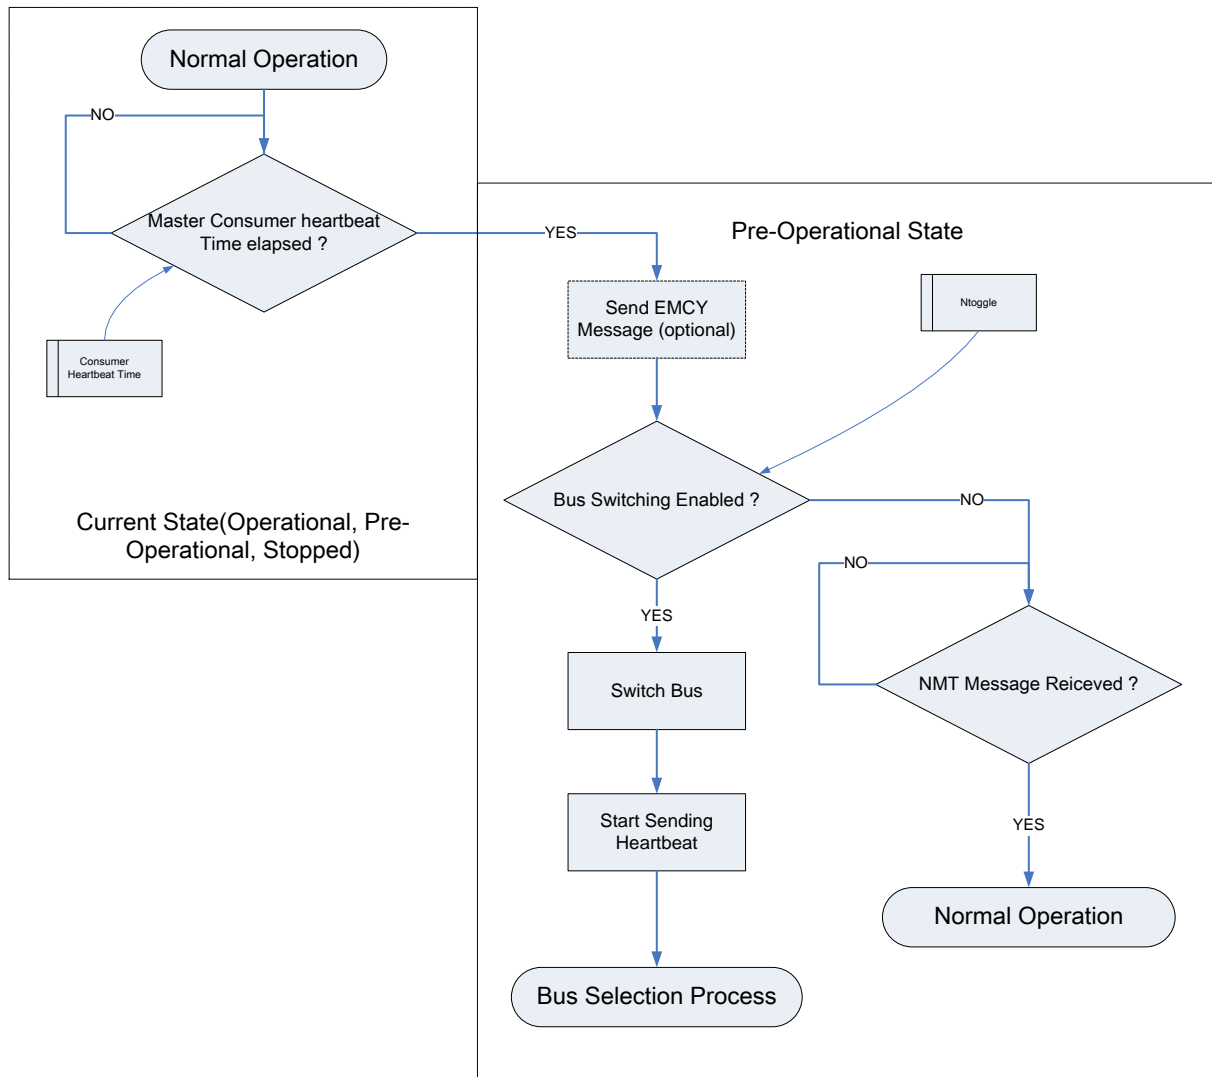 Normal Operation
NO
Master Consumer heartbeat
Time elapsed ?
YES
Consumer
Heartbeat Time
Current State(Operational, Pre-
Operational, Stopped)
Pre-Operational State
Send EMCY
Message (optional)
Ntoggle
Bus Switching Enabled ?
NO
YES
NO
Switch Bus
NMT Message Reiceved ?
Start Sending
Heartbeat
YES
Normal Operation
Bus Selection Process